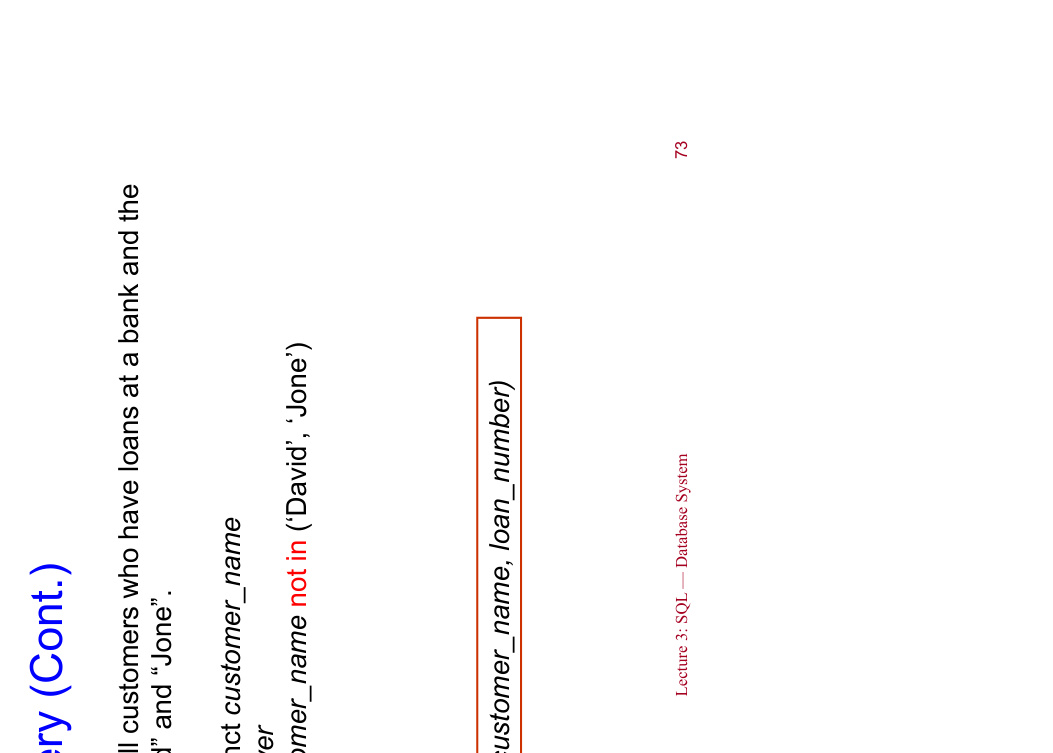 ery (Cont.)
ll customers who have loans at a bank and the
d” and “Jone”.
nct customer_name
ver
omer_name not in (‘David’, ‘Jone’)
customer_name, loan_number)
Lecture 3: SQL — Database System
73